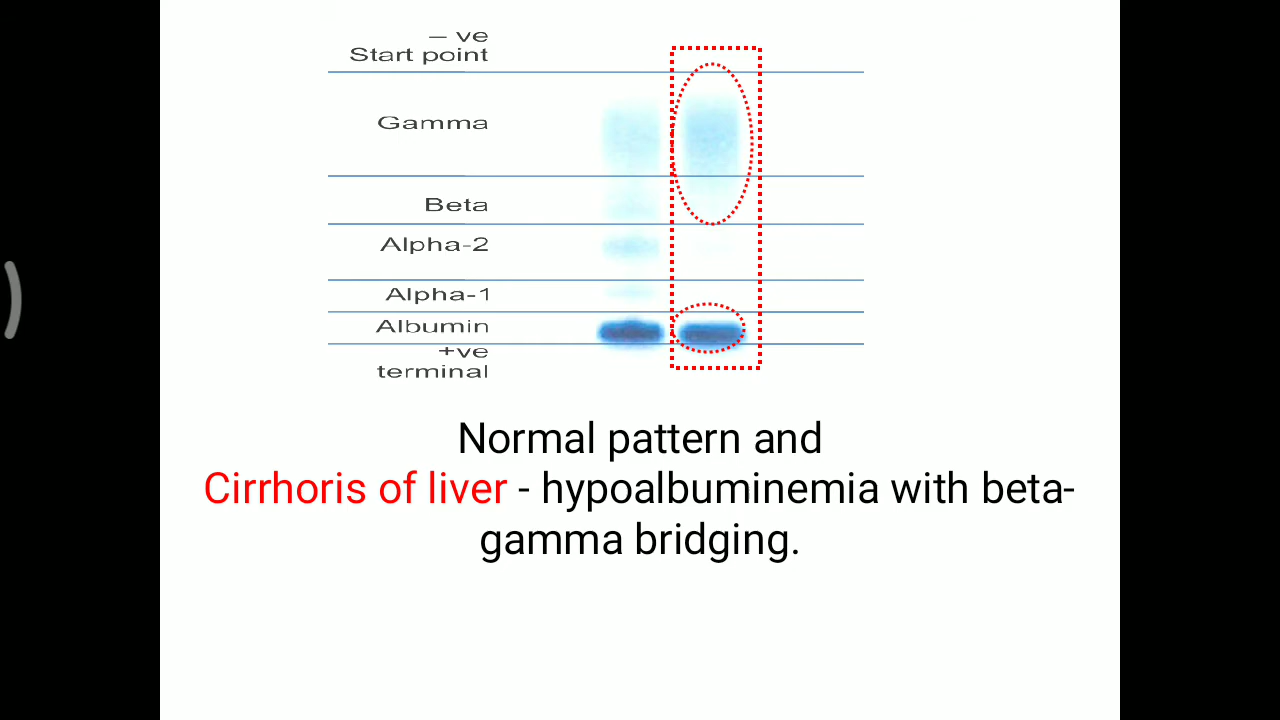 – ve
Start point
Gamma
Beta
Alpha-2
Alpha-1
Albumin
+ve
terminal
Normal pattern and
Cirrhoris of liver - hypoalbuminemia with beta-
gamma bridging.